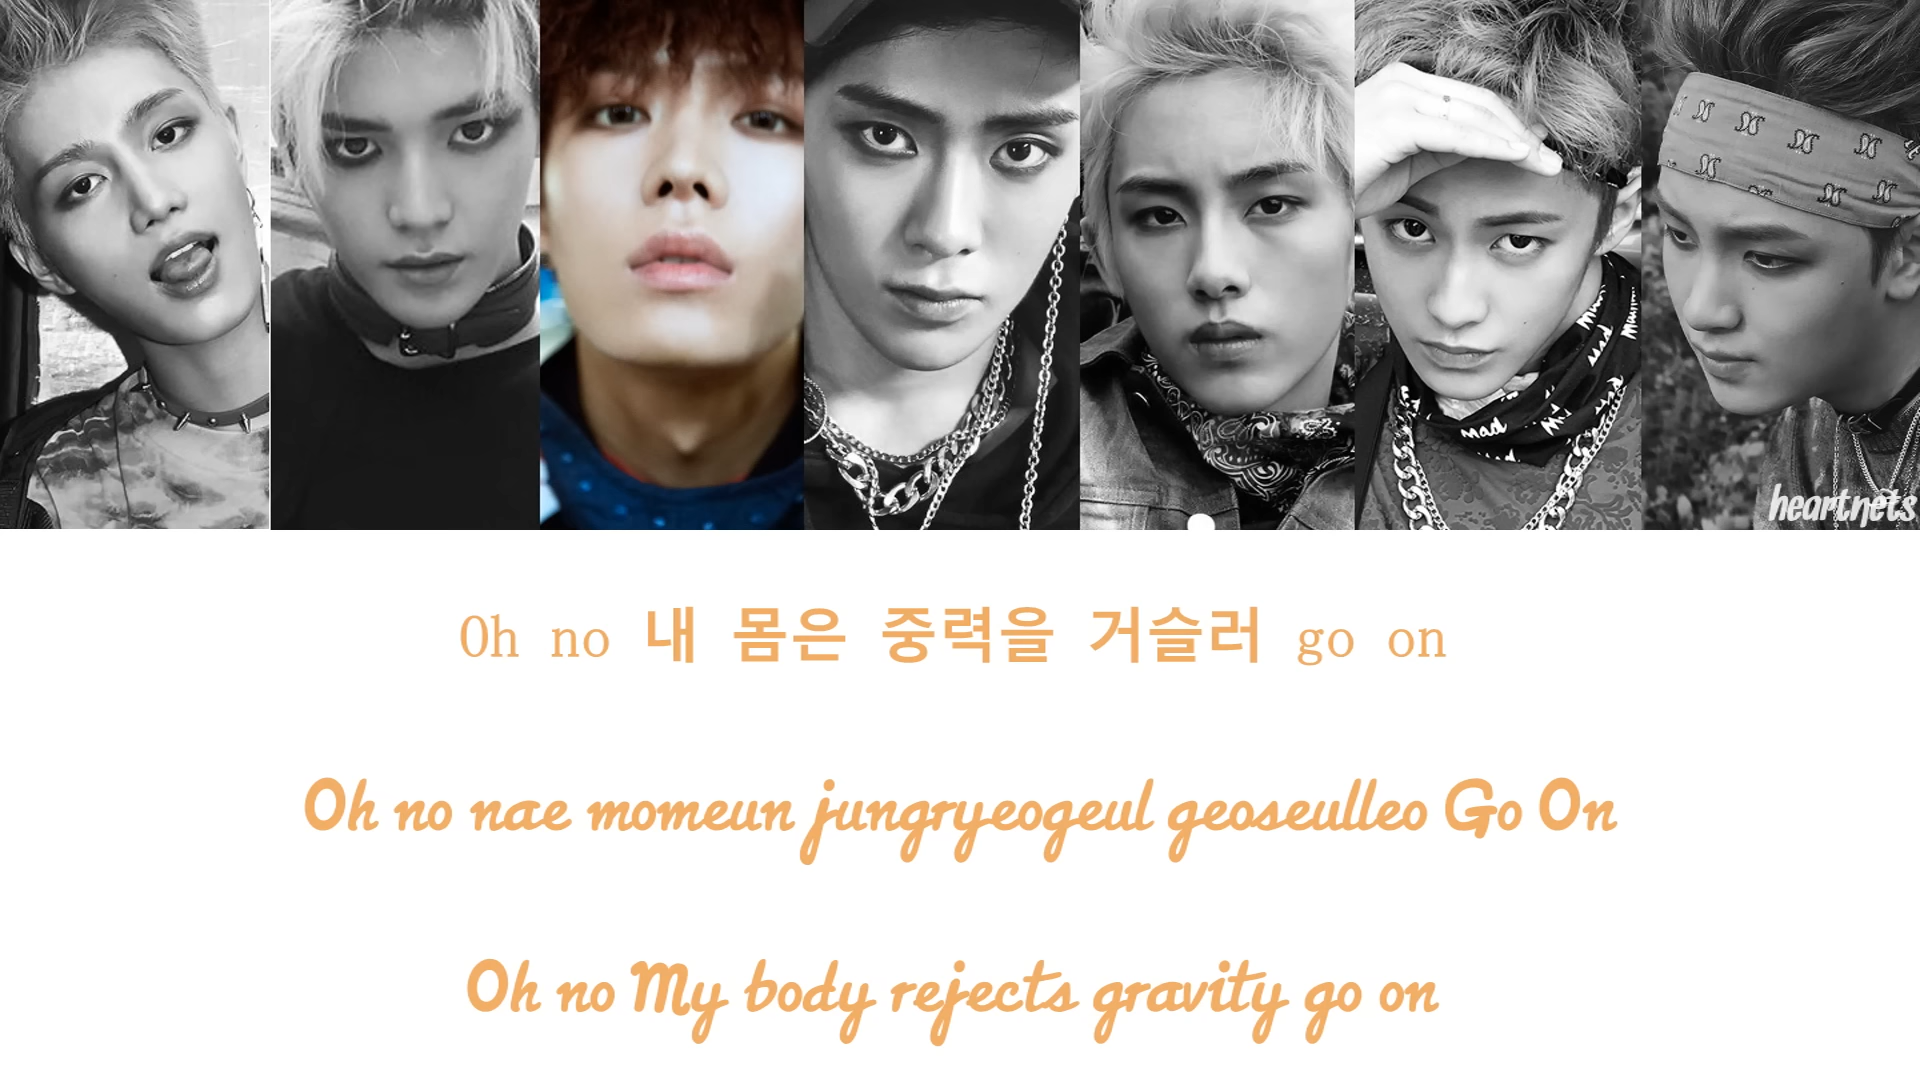 heartnets
Oh no 내 몸은 중력을 거슬러 go on
Oh no nae momeun jungryeogeul geoseulleo Go On
Oh no My body rejects gravity go on